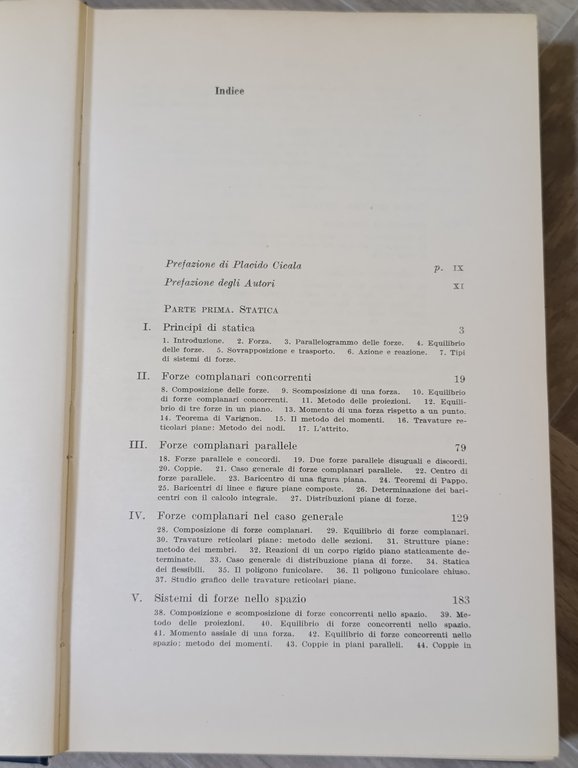 Indice
Prefazione di Placido Cicala p. IX
Prefazione degli Autori XI
PARTE PRIMA. STATICA
I. Principi di statica 3
1. Introduzione. 2. Forza. 3. Parallelogrammo delle forze. 4. Equilibrio
delle forze. 5. Sovrapposizione e trasporto. 6. Azione e reazione. 7. Tipi
di sistemi di forze.
II. Forze complanari concorrenti 19
8. Composizione delle forze. 9. Scomposizione di una forza. 10. Equilibrio
di forze complanari concorrenti. 11. Metodo delle proiezioni. 12. Equili-
brio di tre forze in un piano. 13. Momento di una forza rispetto a un punto.
14. Teorema di Varignon. 15. Il metodo dei momenti. 16. Travature re-
ticolari piane: Metodo dei nodi. 17. L'attrito.
III. Forze complanari parallele 79
18. Forze parallele e concordi. 19. Due forze parallele disuguali e discordi.
20. Coppie. 21. Caso generale di forze complanari parallele. 22. Centro di
forze parallele. 23. Baricentro di una figura piana. 24. Teoremi di Pappo.
25. Baricentri di linee e figure piane composte. 26. Determinazione dei bari-
centri con il calcolo integrale. 27. Distribuzioni piane di forze.
IV. Forze complanari nel caso generale 129
28. Composizione di forze complanari. 29. Equilibrio di forze complanari.
30. Travature reticolari piane: metodo delle sezioni. 31. Strutture piane:
metodo dei membri. 32. Reazioni di un corpo rigido piano staticamente de-
terminate. 33. Caso generale di distribuzione piana di forze. 34. Statica
dei flessibili. 35. Il poligono funicolare. 36. Il poligono funicolare chiuso.
37. Studio grafico delle travature reticolari piane.
V. Sistemi di forze nello spazio 183
38. Composizione e scomposizione di forze concorrenti nello spazio. 39. Me-
todo delle proiezioni. 40. Equilibrio di forze concorrenti nello spazio.
41. Momento assiale di una forza. 42. Equilibrio di forze concorrenti nello
spazio: metodo dei momenti. 43. Coppie in piani paralleli. 44. Coppie in